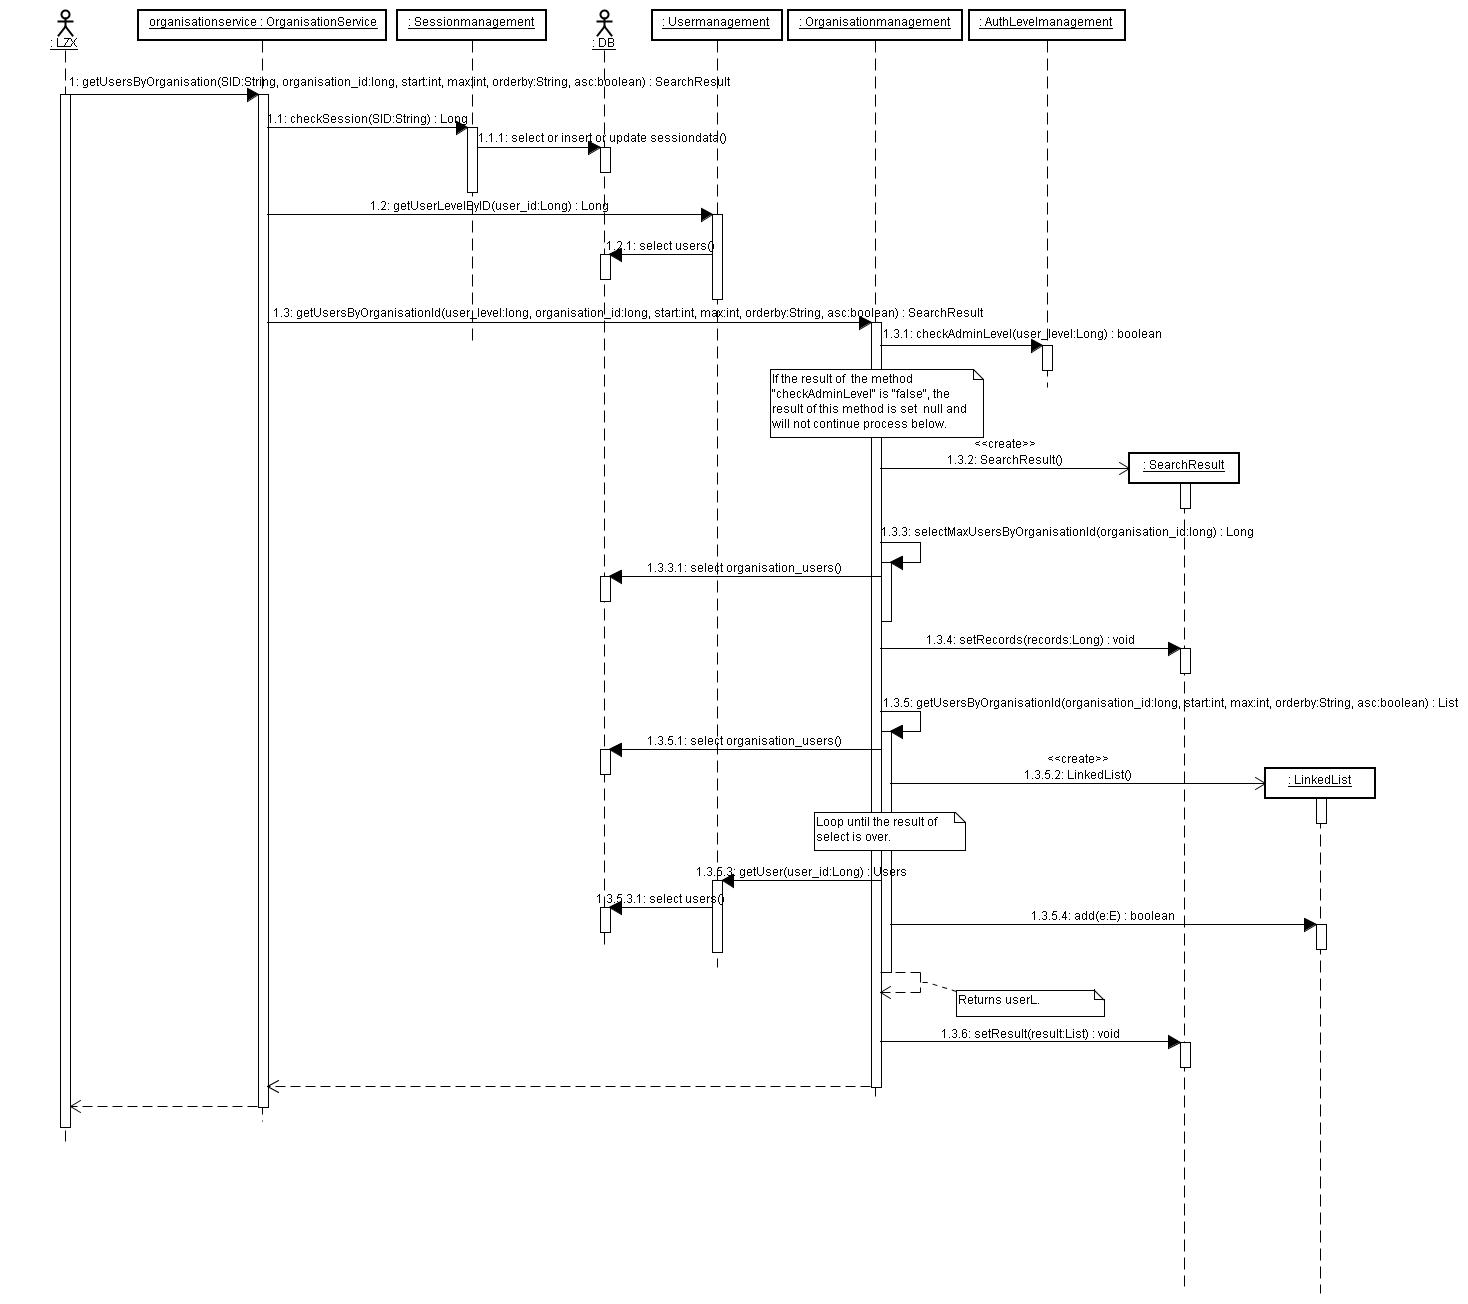 organisationservice : OrganisationService
: Sessionmanagement
: Usermanagement
: Organisationmanagement
: AuthLevelmanagement
: LZX
: DB
1: getUsersByOrganisation(SID:String, organisation_id:long, start:int, max:int, orderby:String, asc:boolean) : SearchResult
1.1: checkSession(SID:String) : Long
1.1.1: select or insert or update sessiondata()
1.2: getUserLevelByID(user_id:Long) : Long
1.2.1: select users()
1.3: getUsersByOrganisationId(user_level:long, organisation_id:long, start:int, max:int, orderby:String, asc:boolean) : SearchResult
1.3.1: checkAdminLevel(user_level:Long) : boolean
If the result of the method
"checkAdminLevel" is "false", the
result of this method is set null and
will not continue process below.
<<create>>
1.3.2: SearchResult()
: SearchResult
1.3.3: selectMaxUsersByOrganisationId(organisation_id:long) : Long
1.3.3.1: select organisation_users()
1.3.4: setRecords(records:Long) : void
1.3.5: getUsersByOrganisationId(organisation_id:long, start:int, max:int, orderby:String, asc:boolean) : List
1.3.5.1: select organisation_users()
<<create>>
1.3.5.2: LinkedList()
: LinkedList
Loop until the result of
select is over.
1.3.5.3: getUser(user_id:Long) : Users
1.3.5.3.1: select users()
1.3.5.4: add(e:E) : boolean
Returns userL.
1.3.6: setResult(result:List) : void